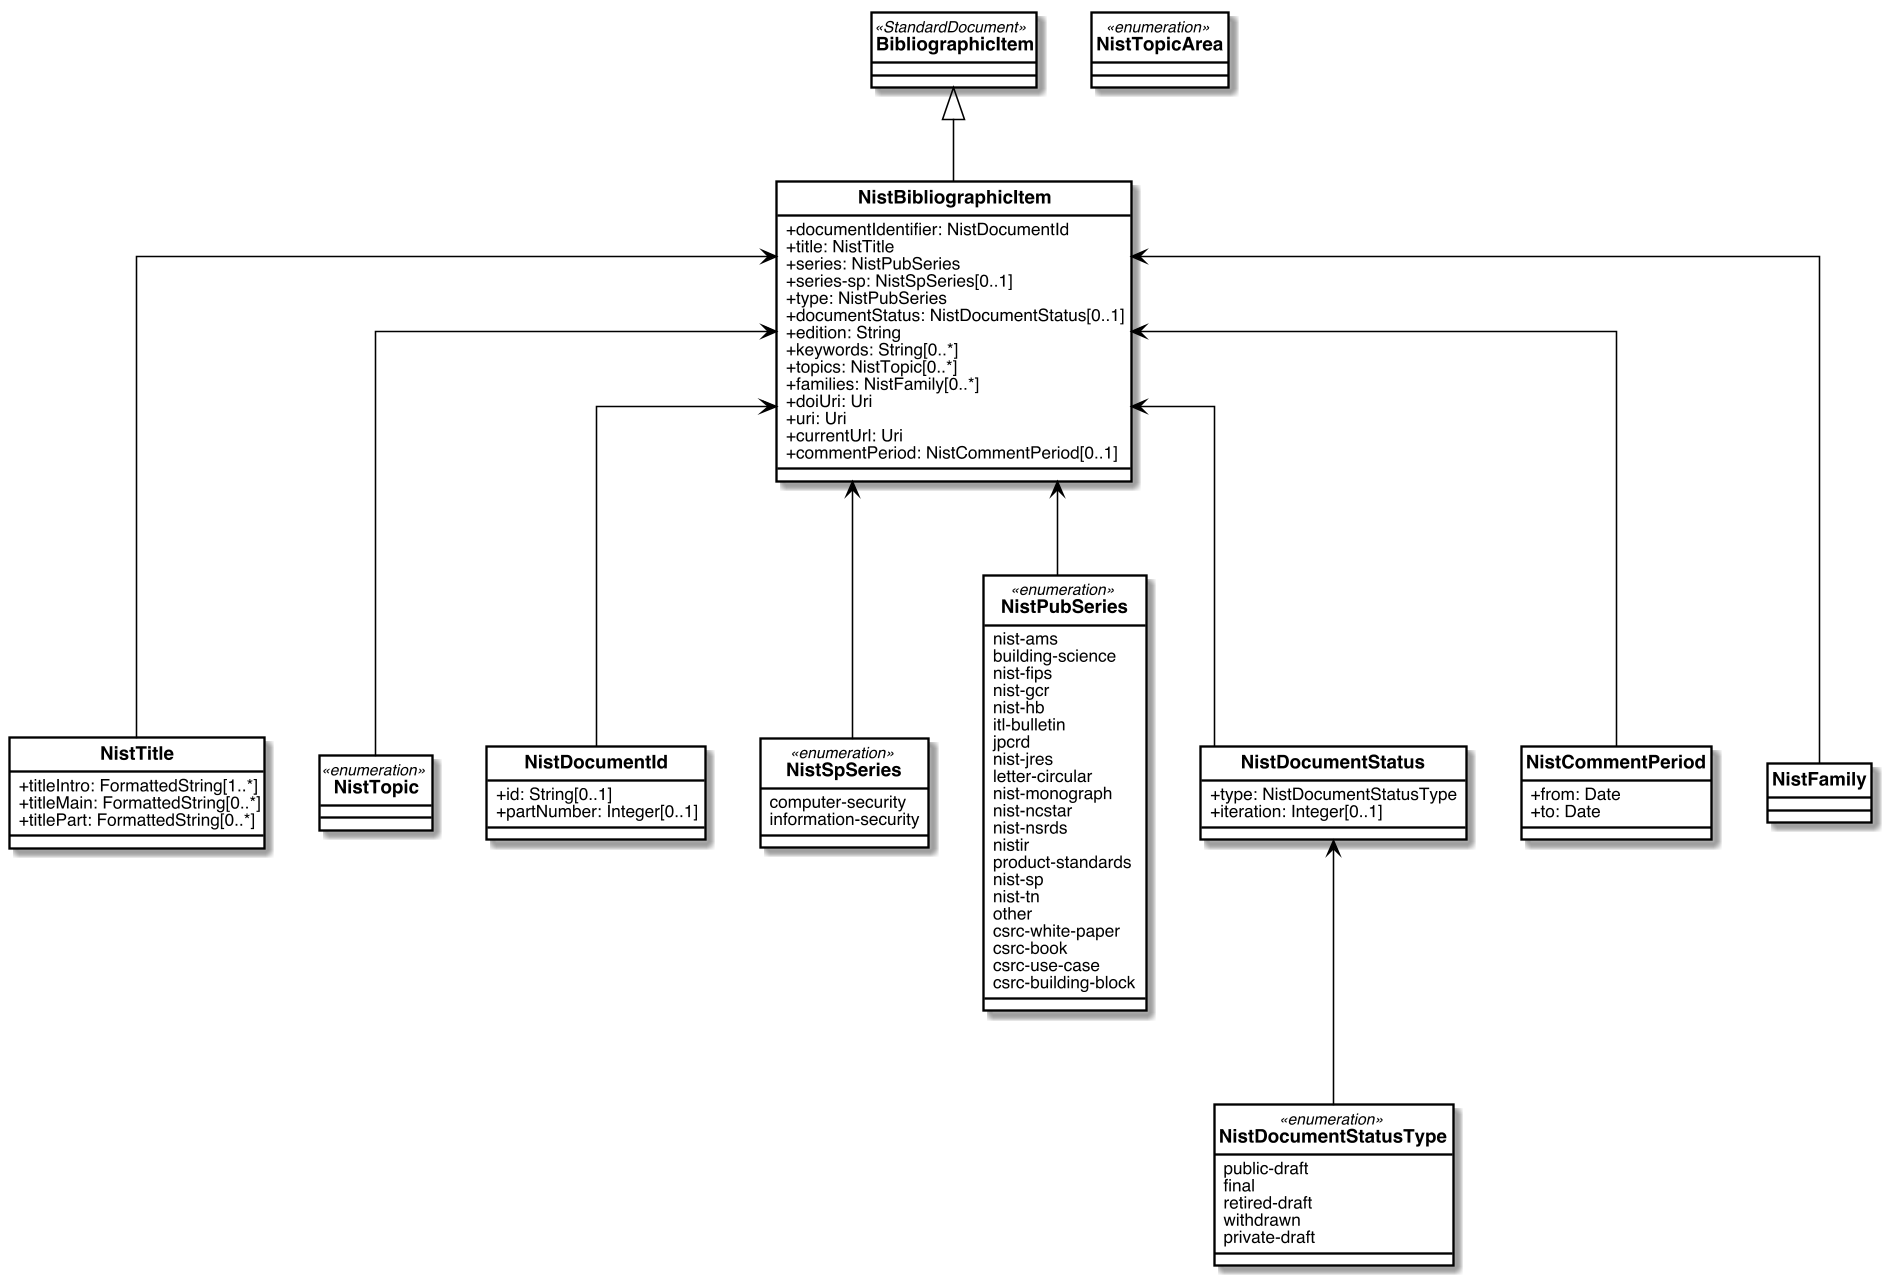 «StandardDocument»
BibliographicItem
«enumeration»
NistTopicArea
NistBibliographicItem
+documentIdentifier: NistDocumentId
+title: NistTitle
+series: NistPubSeries
+series-sp: NistSpSeries[0..1]
+type: NistPubSeries
+documentStatus: NistDocumentStatus[0..1]
+edition: String
+keywords: String[0..*]
+topics: NistTopic[0..*]
+families: NistFamily[0..*]
+doiUri: Uri
+uri: Uri
+currentUrl: Uri
+commentPeriod: NistCommentPeriod[0..1]
NistTitle
+titleIntro: FormattedString[1..*]
+titleMain: FormattedString[0..*]
+titlePart: FormattedString[0..*]
«enumeration»
NistTopic
NistDocumentId
+id: String[0..1]
+partNumber: Integer[0..1]
«enumeration»
NistSpSeries
computer-security
information-security
«enumeration»
NistPubSeries
nist-ams
building-science
nist-fips
nist-gcr
nist-hb
itl-bulletin
jpcrd
nist-jres
letter-circular
nist-monograph
nist-ncstar
nist-nsrds
nistir
product-standards
nist-sp
nist-tn
other
csrc-white-paper
csrc-book
csrc-use-case
csrc-building-block
NistDocumentStatus
+type: NistDocumentStatusType
+iteration: Integer[0..1]
NistCommentPeriod
+from: Date
+to: Date
NistFamily
«enumeration»
NistDocumentStatusType
public-draft
final
retired-draft
withdrawn
private-draft